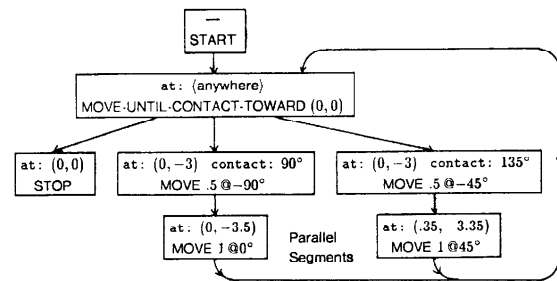 —
START
at: ⟨anywhere⟩
MOVE-UNTIL-CONTACT-TOWARD (0,0)
at: (0,0)
STOP
at: (0,−3) contact: 90°
MOVE .5@−90°
at: (0,−3) contact: 135°
MOVE .5@−45°
at: (0,−3.5)
MOVE 1@0°
Parallel
Segments
at: (.35, 3.35)
MOVE 1@45°